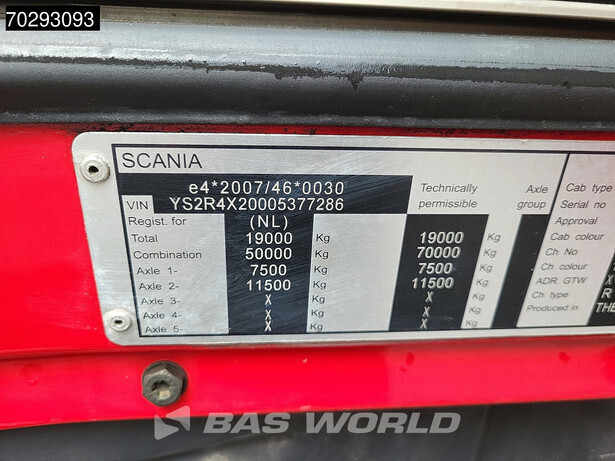 70293093
SCANIA
e4*2007/46*0030
VIN YS2R4X20005377286
Technically permissible
Axle group
Regist. for (NL)
Total 19000 Kg 19000 Kg
Combination 50000 Kg 70000 Kg
Axle 1- 7500 Kg 7500 Kg
Axle 2- 11500 Kg 11500 Kg
Axle 3- X Kg X Kg
Axle 4- X Kg X Kg
Axle 5- X Kg X Kg
Cab type
Serial no
Approval
Cab colour
Ch No
Ch colour
ADR GTW X
Ch type R
Produced in THE
BAS WORLD